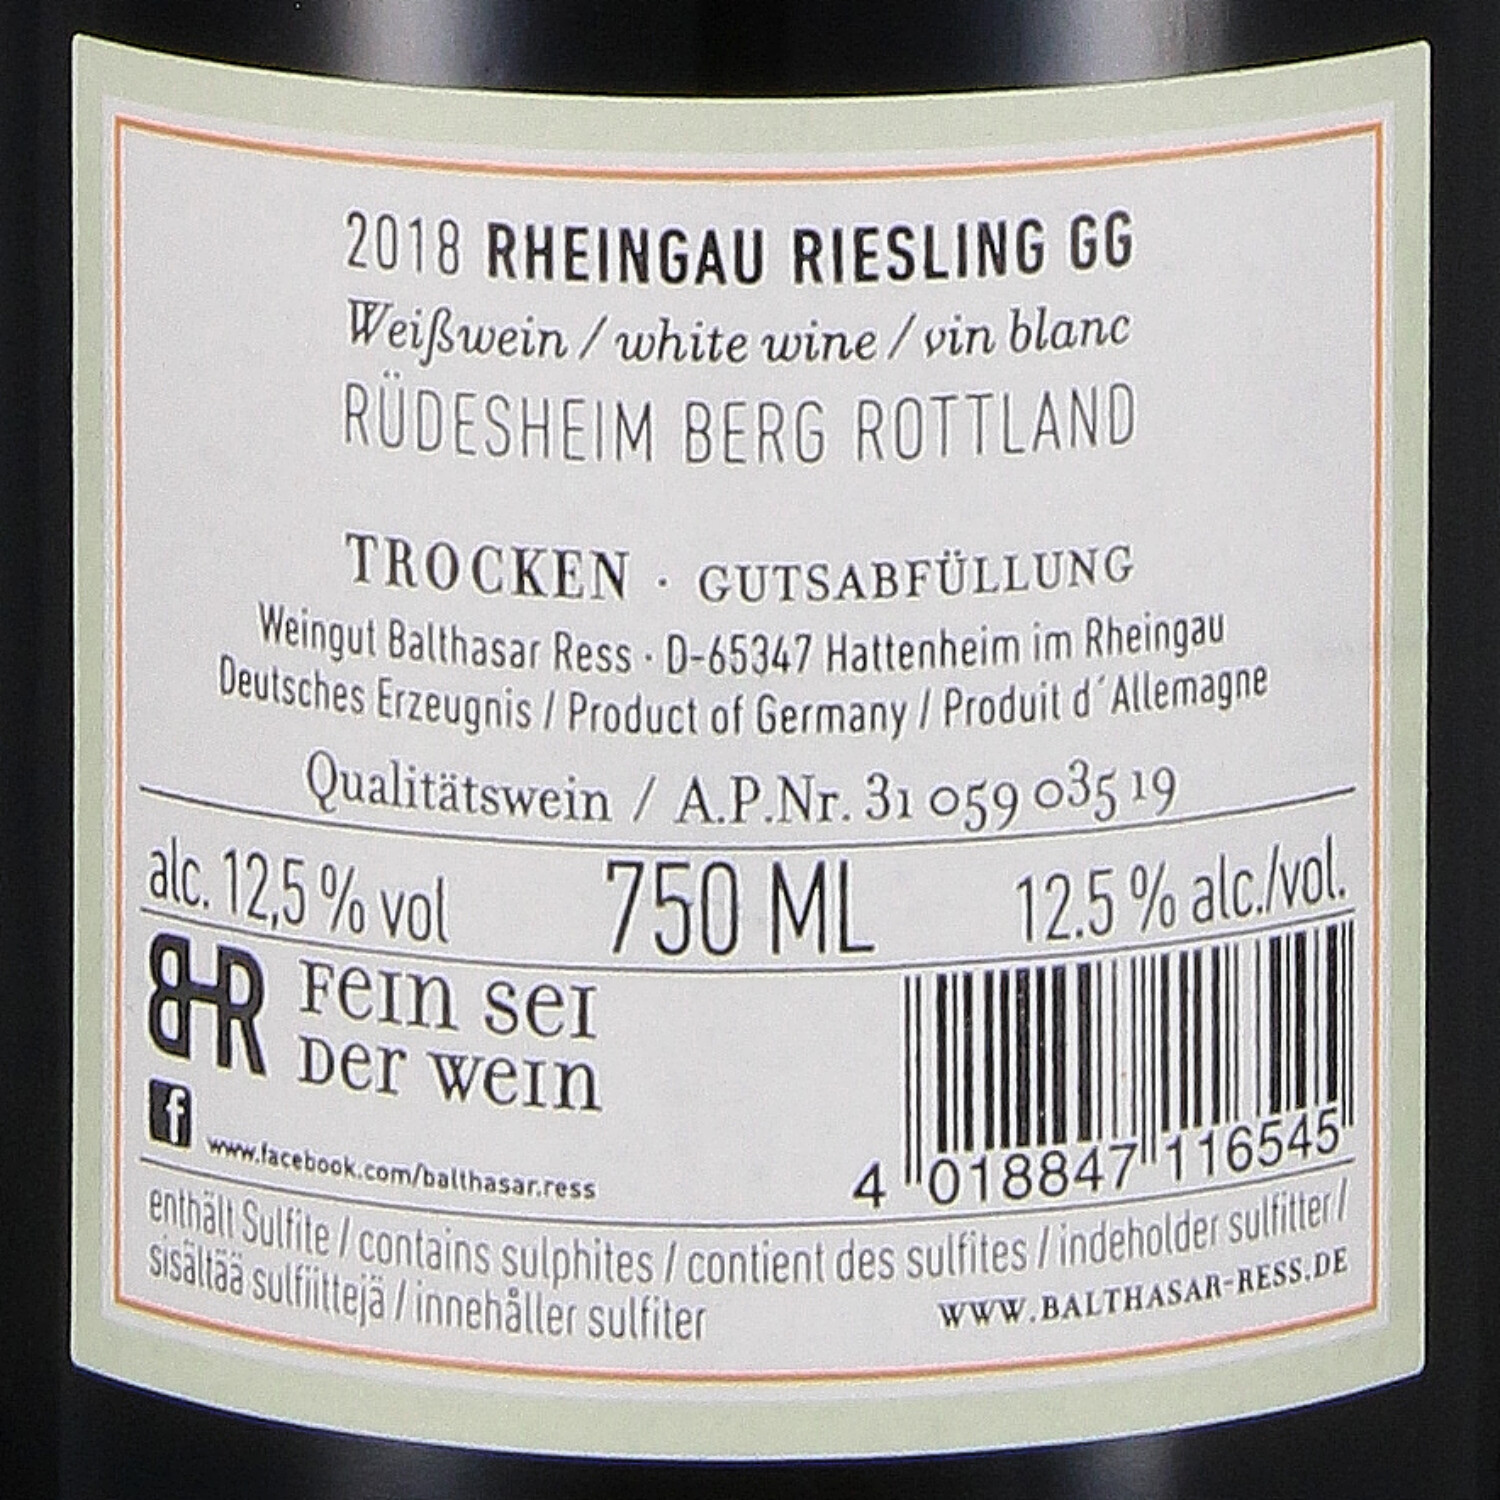 2018 RHEINGAU RIESLING GG
Weißwein / white wine / vin blanc
RÜDESHEIM BERG ROTTLAND
TROCKEN · GUTSABFÜLLUNG
Weingut Balthasar Ress · D-65347 Hattenheim im Rheingau
Deutsches Erzeugnis / Product of Germany / Produit d´Allemagne
Qualitätswein / A.P.Nr. 31 059 035 19
alc. 12,5 % vol 750 ML 12.5 % alc./vol.
BR Fein sei
der wein
f www.facebook.com/balthasar.ress
4 018847 116545
enthält Sulfite / contains sulphites / contient des sulfites / indeholder sulfitter /
sisältää sulfiittejä / innehåller sulfiter
WWW.BALTHASAR-RESS.DE